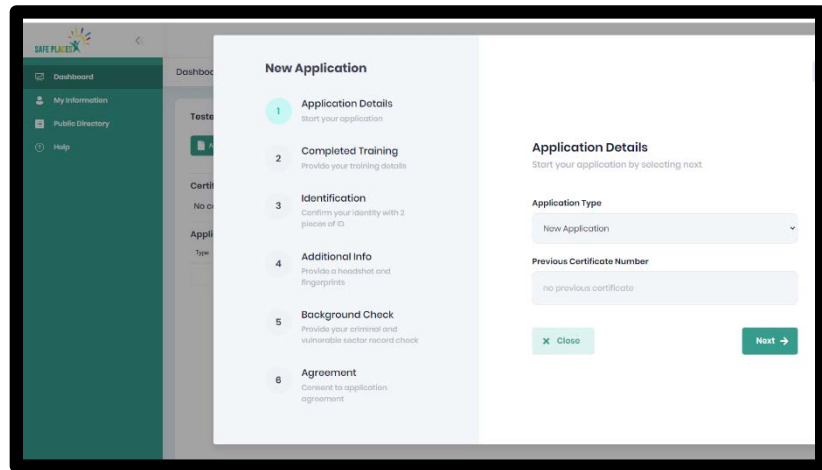 SAFE PLACES
Dashboard
My Information
Public Directory
Help
Dashboa
Teste
A
Certifi
No ce
Appli
Type
New Application
1
Application Details
Start your application
2
Completed Training
Provide your training details
3
Identification
Confirm your identity with 2
pieces of ID
4
Additional Info
Provide a headshot and
fingerprints
5
Background Check
Provide your criminal and
vulnerable sector record check
6
Agreement
Consent to application
agreement
Application Details
Start your application by selecting next
Application Type
New Application
Previous Certificate Number
no previous certificate
X Close
Next →